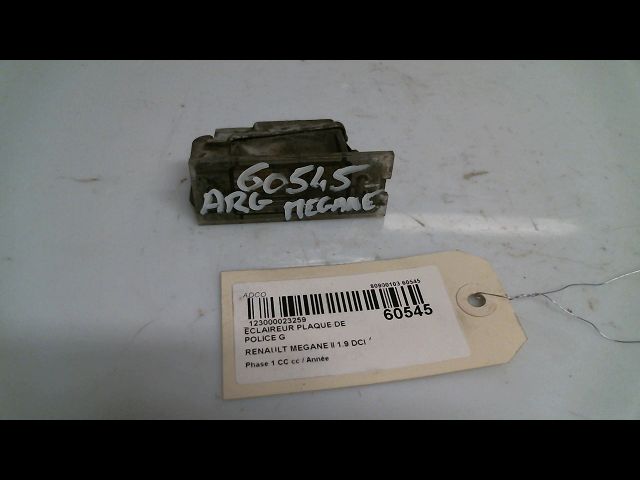 60545
ARG MEGANE
ADCO
80900103 60545
123000023259
60545
ECLAIREUR PLAQUE DE
POLICE G
RENAULT MEGANE II 1.9 DCI
Phase 1 CC cc / Année